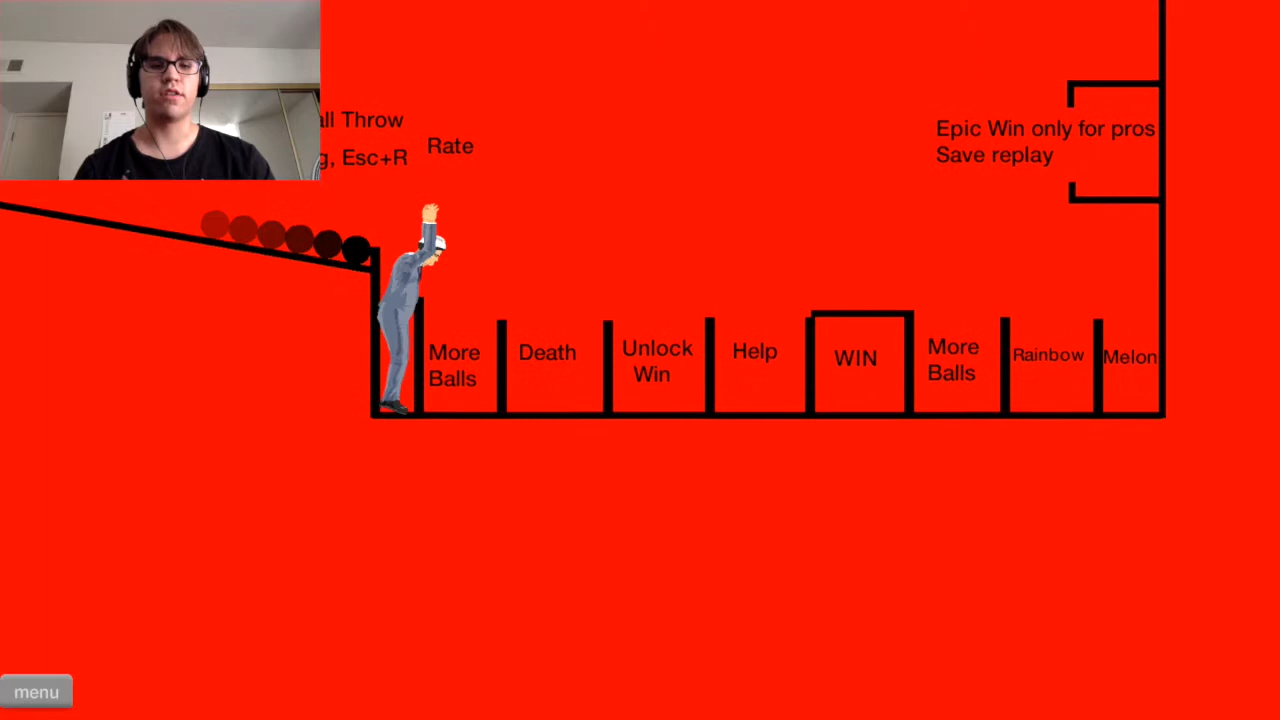 Throw
Rate
Esc+R
Epic Win only for pros
Save replay
More
Balls
Death
Unlock
Win
Help
WIN
More
Balls
Rainbow
Melon
menu